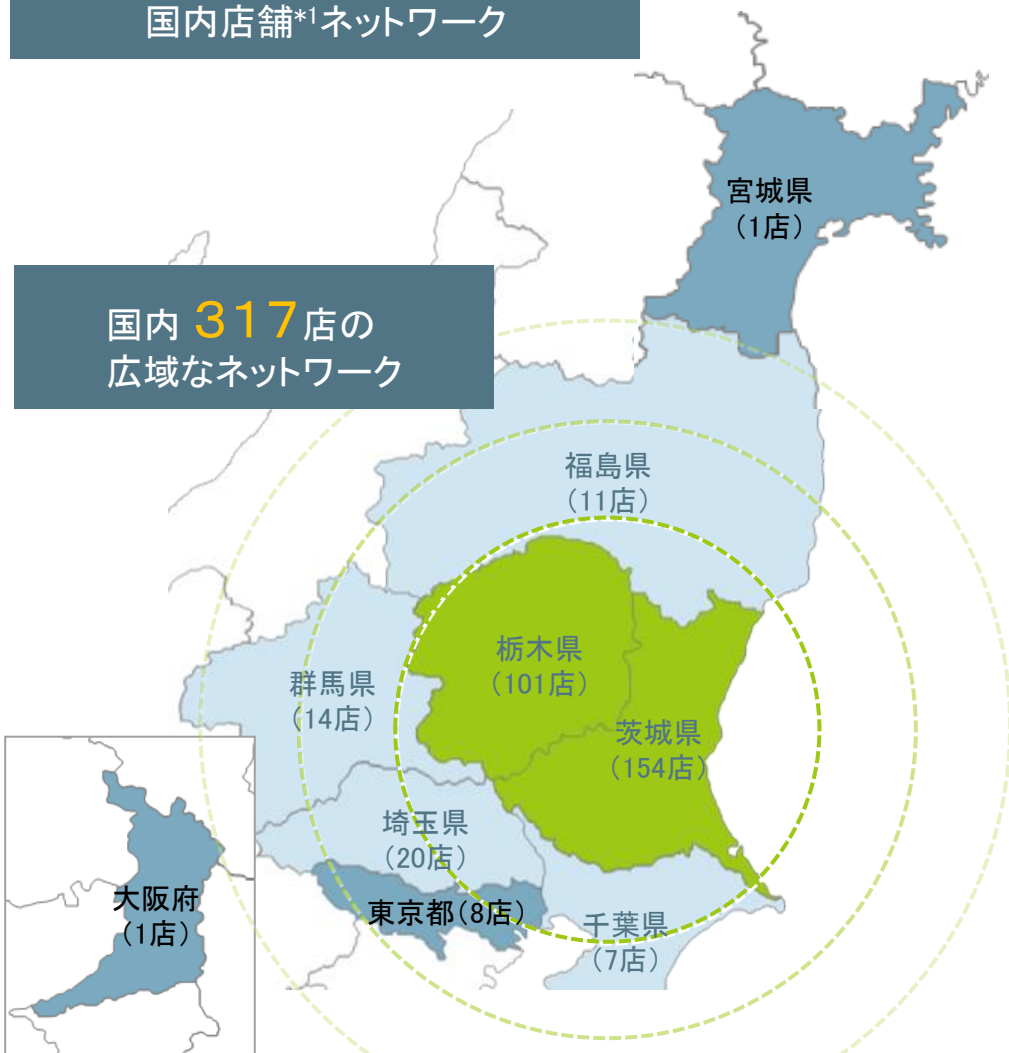 国内店舗*1ネットワーク
宮城県
(1店)
国内 317店の
広域なネットワーク
福島県
(11店)
栃木県
(101店)
群馬県
(14店)
茨城県
(154店)
埼玉県
(20店)
大阪府
(1店)
東京都(8店)
千葉県
(7店)